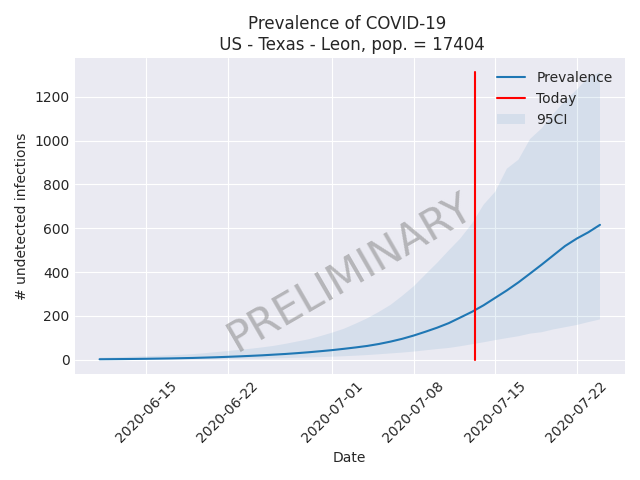 Prevalence of COVID-19
US - Texas - Leon, pop. = 17404
Prevalence
Today
95CI
PRELIMINARY
# undetected infections
1200
1000
800
600
400
200
0
2020-06-15
2020-06-22
2020-07-01
2020-07-08
2020-07-15
2020-07-22
Date